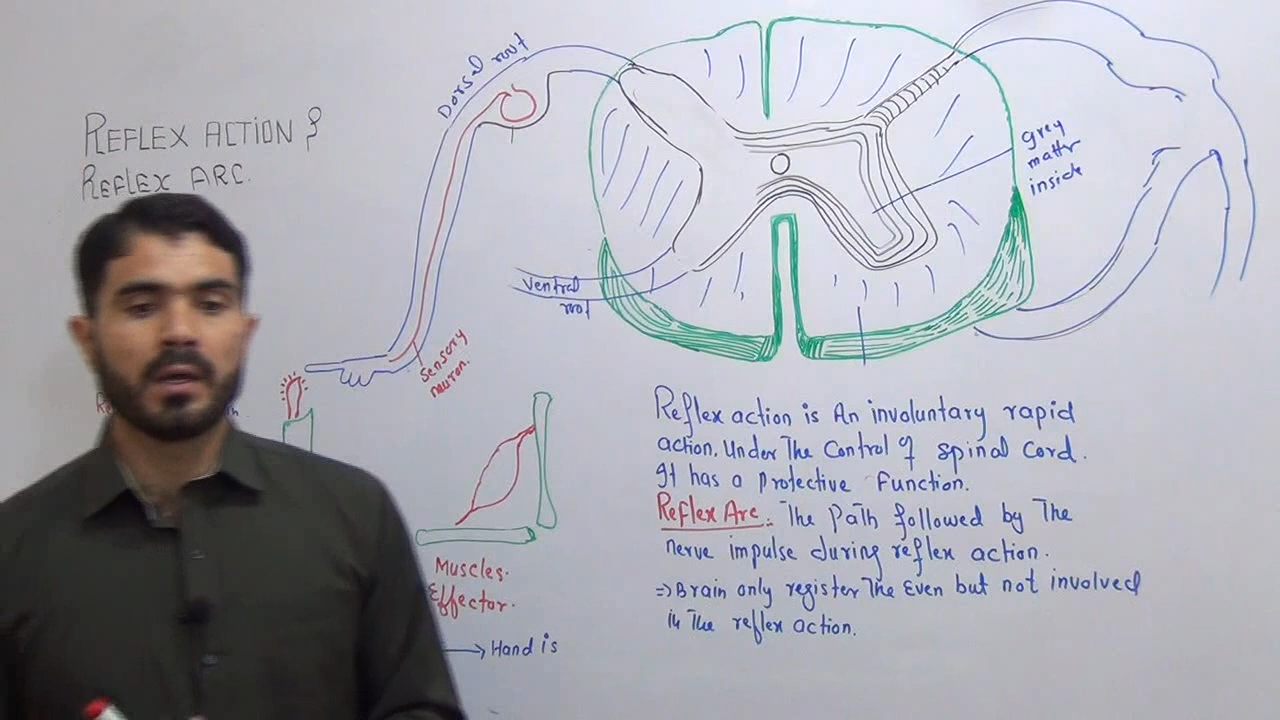 REFLEX ACTION &
REFLEX ARC.
Dorsal root
grey
matter
inside
Ventral
root
Sensory
neuron.
Muscles.
Effector.
→ Hand is
Reflex action is An involuntary rapid
action. Under The Control of spinal Cord.
It has a Protective Function.
Reflex Arc:. The Path followed by The
nerve impulse during reflex action.
⇒ Brain only register The Even but not involved
in The reflex action.